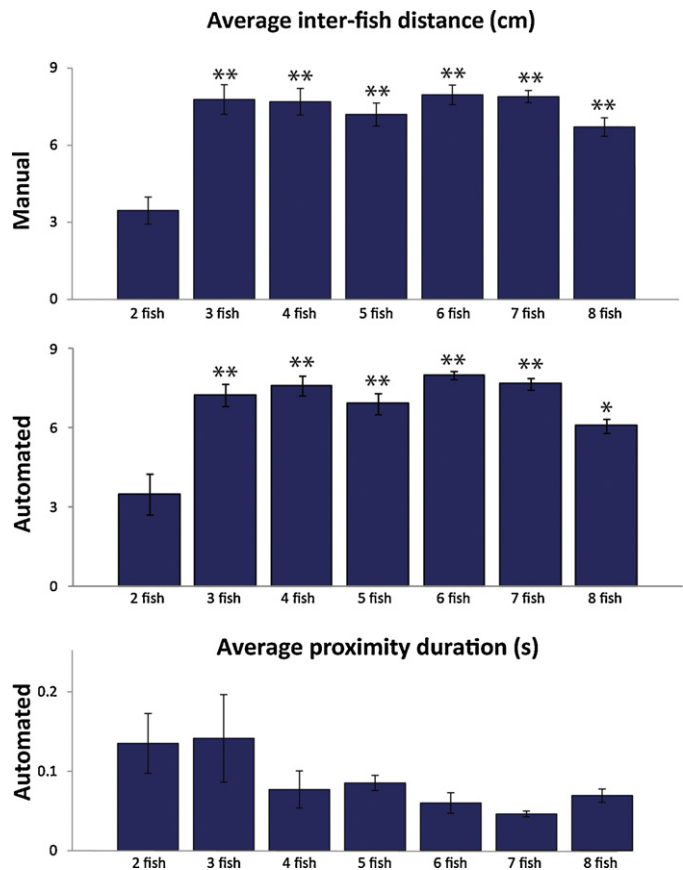 Average inter-fish distance (cm)
Manual
9
6
3
0
** ** ** ** ** **
2 fish 3 fish 4 fish 5 fish 6 fish 7 fish 8 fish
Automated
9
6
3
0
** ** ** ** ** *
2 fish 3 fish 4 fish 5 fish 6 fish 7 fish 8 fish
Average proximity duration (s)
Automated
0.2
0.1
0
2 fish 3 fish 4 fish 5 fish 6 fish 7 fish 8 fish